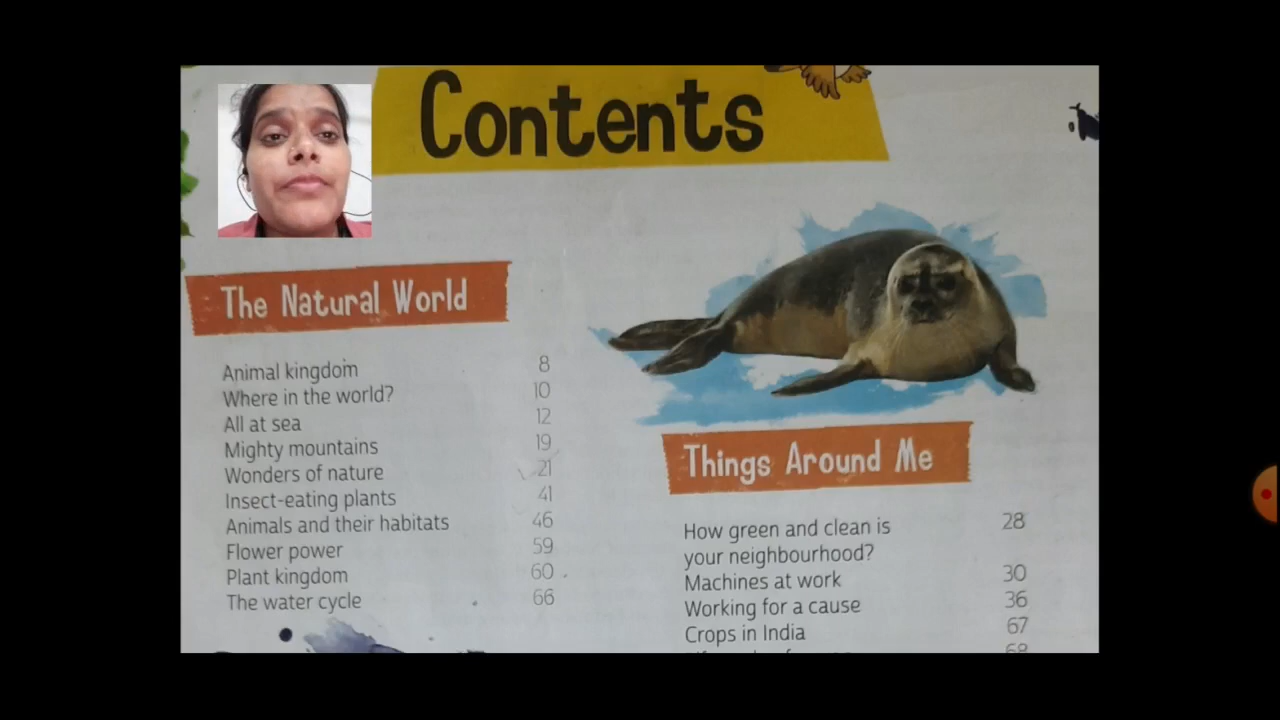 Contents
The Natural World
Animal kingdom 8
Where in the world? 10
All at sea 12
Mighty mountains 19
Wonders of nature 21
Insect-eating plants 41
Animals and their habitats 46
Flower power 59
Plant kingdom 60
The water cycle 66
Things Around Me
How green and clean is 28
your neighbourhood?
Machines at work 30
Working for a cause 36
Crops in India 67
68